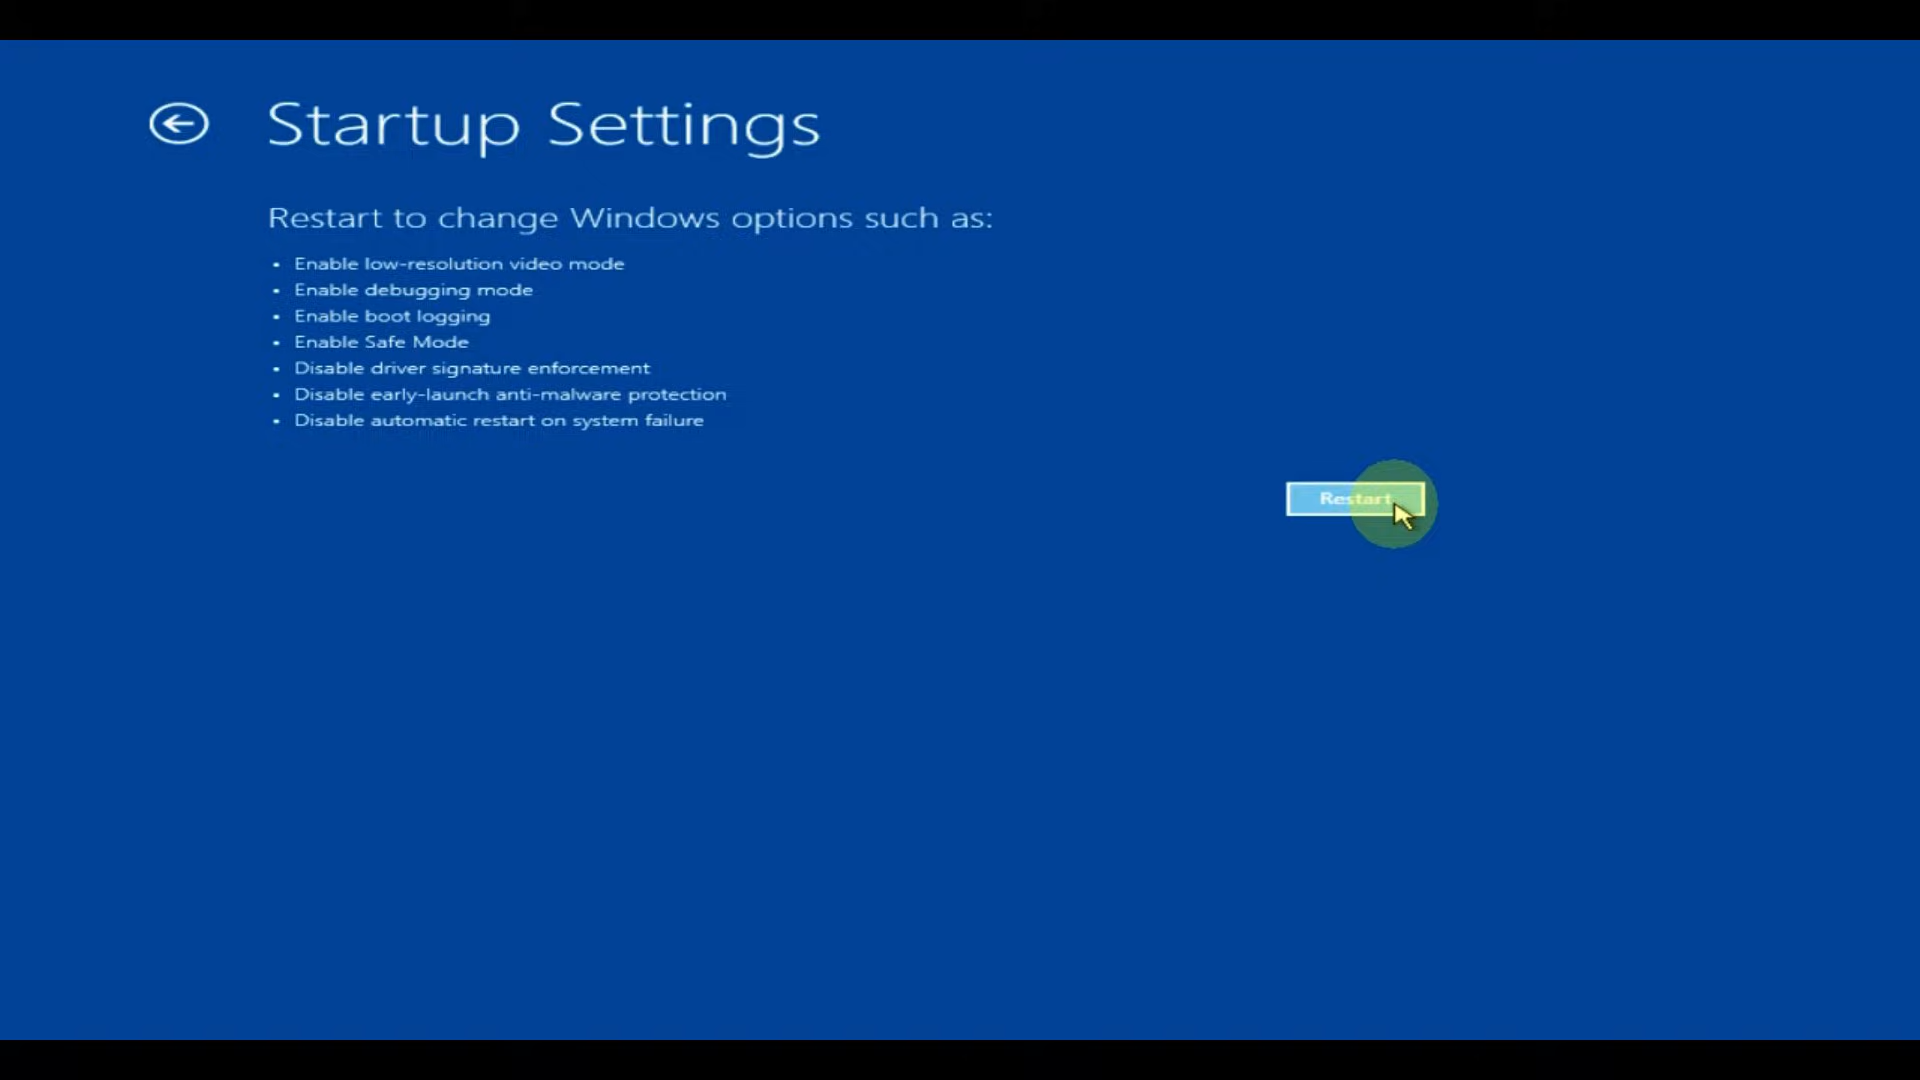 Startup Settings
Restart to change Windows options such as:
• Enable low-resolution video mode
• Enable debugging mode
• Enable boot logging
• Enable Safe Mode
• Disable driver signature enforcement
• Disable early-launch anti-malware protection
• Disable automatic restart on system failure
Restart